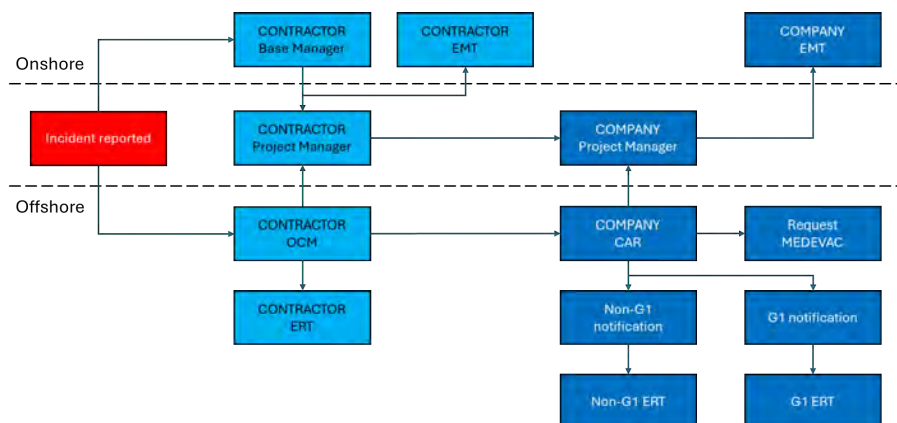 CONTRACTOR
Base Manager
CONTRACTOR
EMT
COMPANY
EMT
Onshore
Incident reported
CONTRACTOR
Project Manager
COMPANY
Project Manager
Offshore
CONTRACTOR
OCM
COMPANY
CAR
Request
MEDEVAC
CONTRACTOR
ERT
Non-G1
notification
G1 notification
Non-G1 ERT
G1 ERT